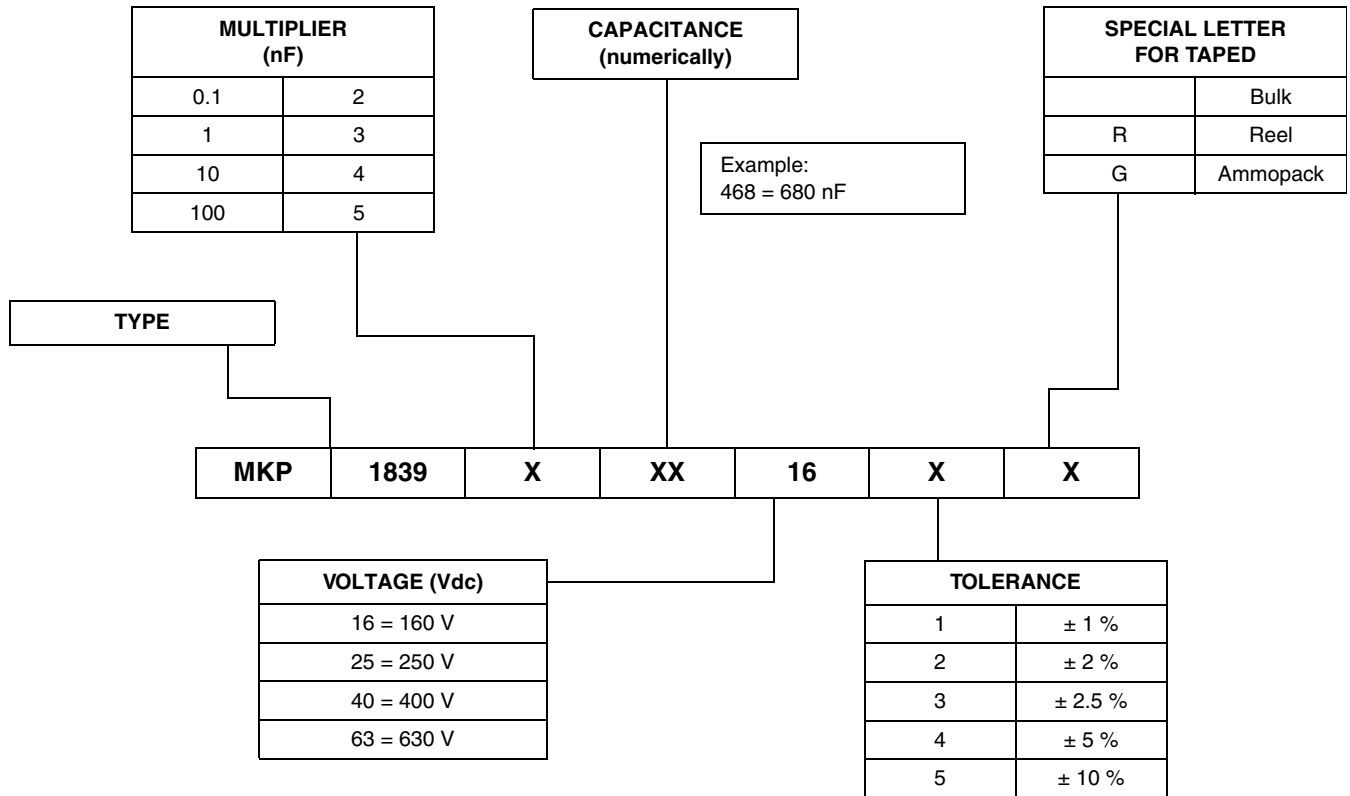 MULTIPLIER
(nF)
0.1 2
1 3
10 4
100 5
CAPACITANCE
(numerically)
Example:
468 = 680 nF
SPECIAL LETTER
FOR TAPED
Bulk
R Reel
G Ammopack
TYPE
MKP 1839 X XX 16 X X
VOLTAGE (Vdc)
16 = 160 V
25 = 250 V
40 = 400 V
63 = 630 V
TOLERANCE
1 ± 1 %
2 ± 2 %
3 ± 2.5 %
4 ± 5 %
5 ± 10 %